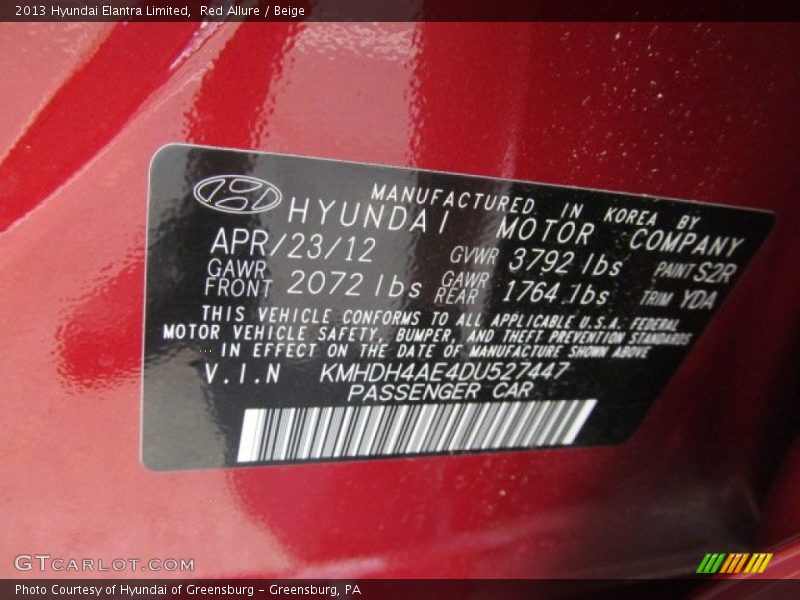 2013 Hyundai Elantra Limited, Red Allure / Beige
MANUFACTURED IN KOREA BY
HYUNDAI MOTOR COMPANY
APR/23/12 GVWR 3792 lbs PAINT S2R
GAWR FRONT 2072 lbs GAWR REAR 1764 lbs TRIM YDA
THIS VEHICLE CONFORMS TO ALL APPLICABLE U.S.A. FEDERAL
MOTOR VEHICLE SAFETY, BUMPER, AND THEFT PREVENTION STANDARDS
IN EFFECT ON THE DATE OF MANUFACTURE SHOWN ABOVE
V.I.N KMHDH4AE4DU527447
PASSENGER CAR
GTCARLOT.COM
Photo Courtesy of Hyundai of Greensburg - Greensburg, PA